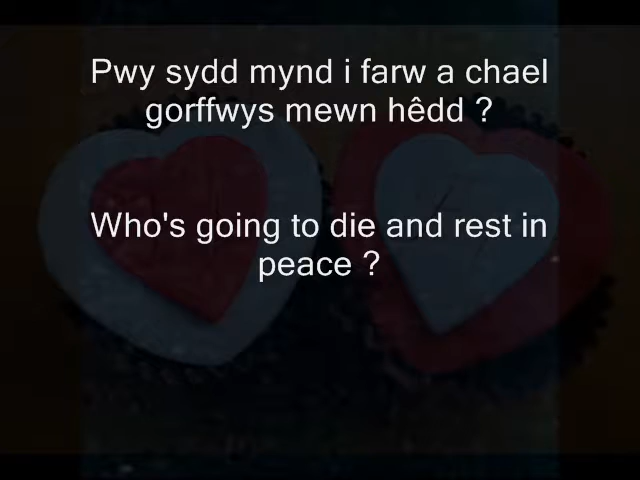 Pwy sydd mynd i farw a chael
gorffwys mewn hêdd ?
Who's going to die and rest in
peace ?